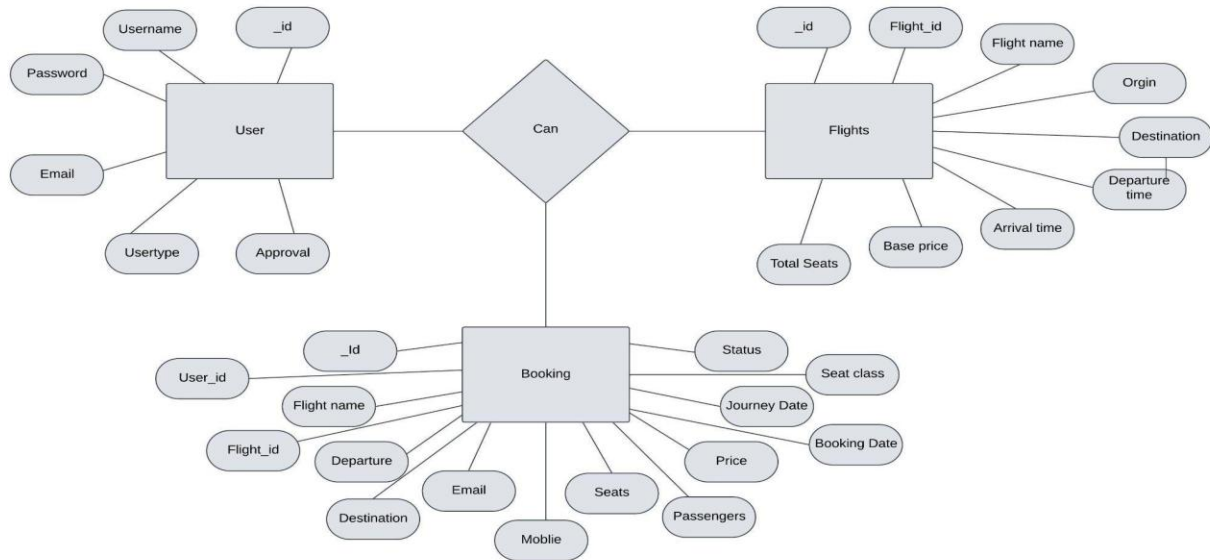 Username
_id
Password
User
Email
Usertype
Approval
Can
_id
Flight_id
Flight name
Orgin
Flights
Destination
Departure
time
Arrival time
Base price
Total Seats
_Id
User_id
Flight name
Flight_id
Departure
Destination
Email
Moblie
Booking
Status
Seat class
Journey Date
Booking Date
Price
Seats
Passengers